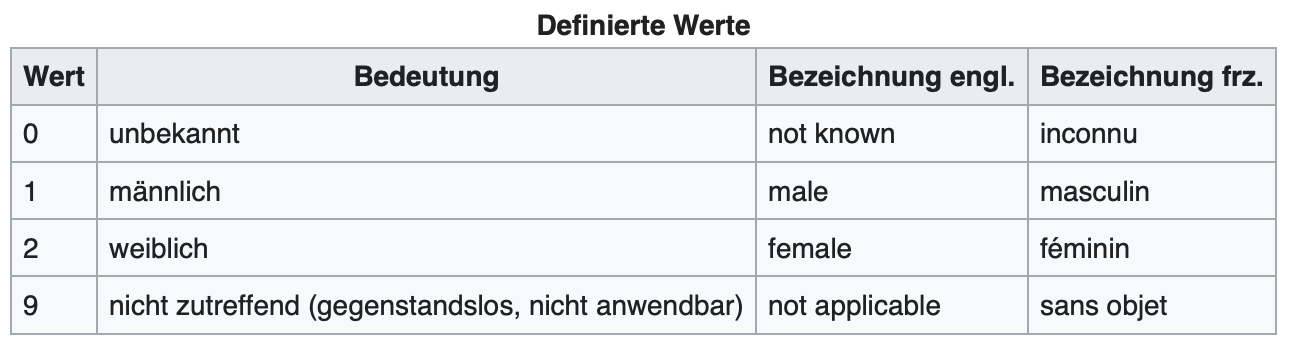 Definierte Werte
Wert Bedeutung Bezeichnung engl. Bezeichnung frz.
0 unbekannt not known inconnu
1 männlich male masculin
2 weiblich female féminin
9 nicht zutreffend (gegenstandslos, nicht anwendbar) not applicable sans objet